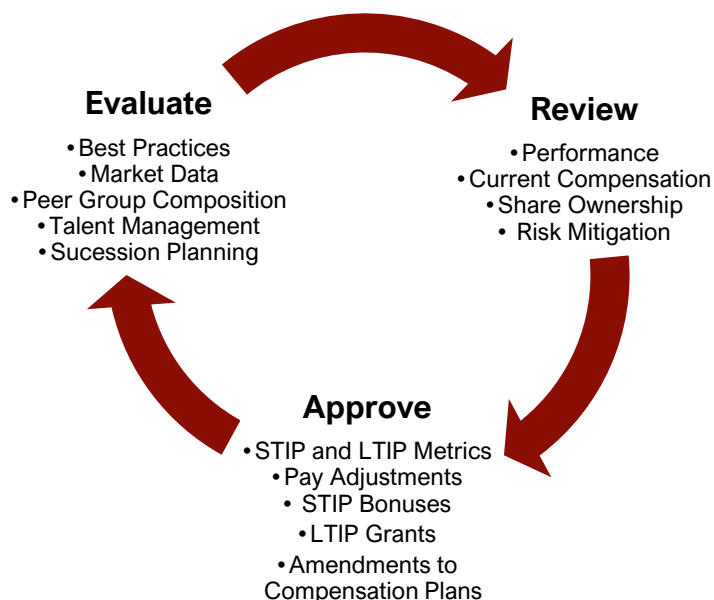 Evaluate
•Best Practices
•Market Data
•Peer Group Composition
•Talent Management
•Sucession Planning
Review
•Performance
•Current Compensation
•Share Ownership
• Risk Mitigation
Approve
•STIP and LTIP Metrics
•Pay Adjustments
• STIP Bonuses
•LTIP Grants
•Amendments to
Compensation Plans